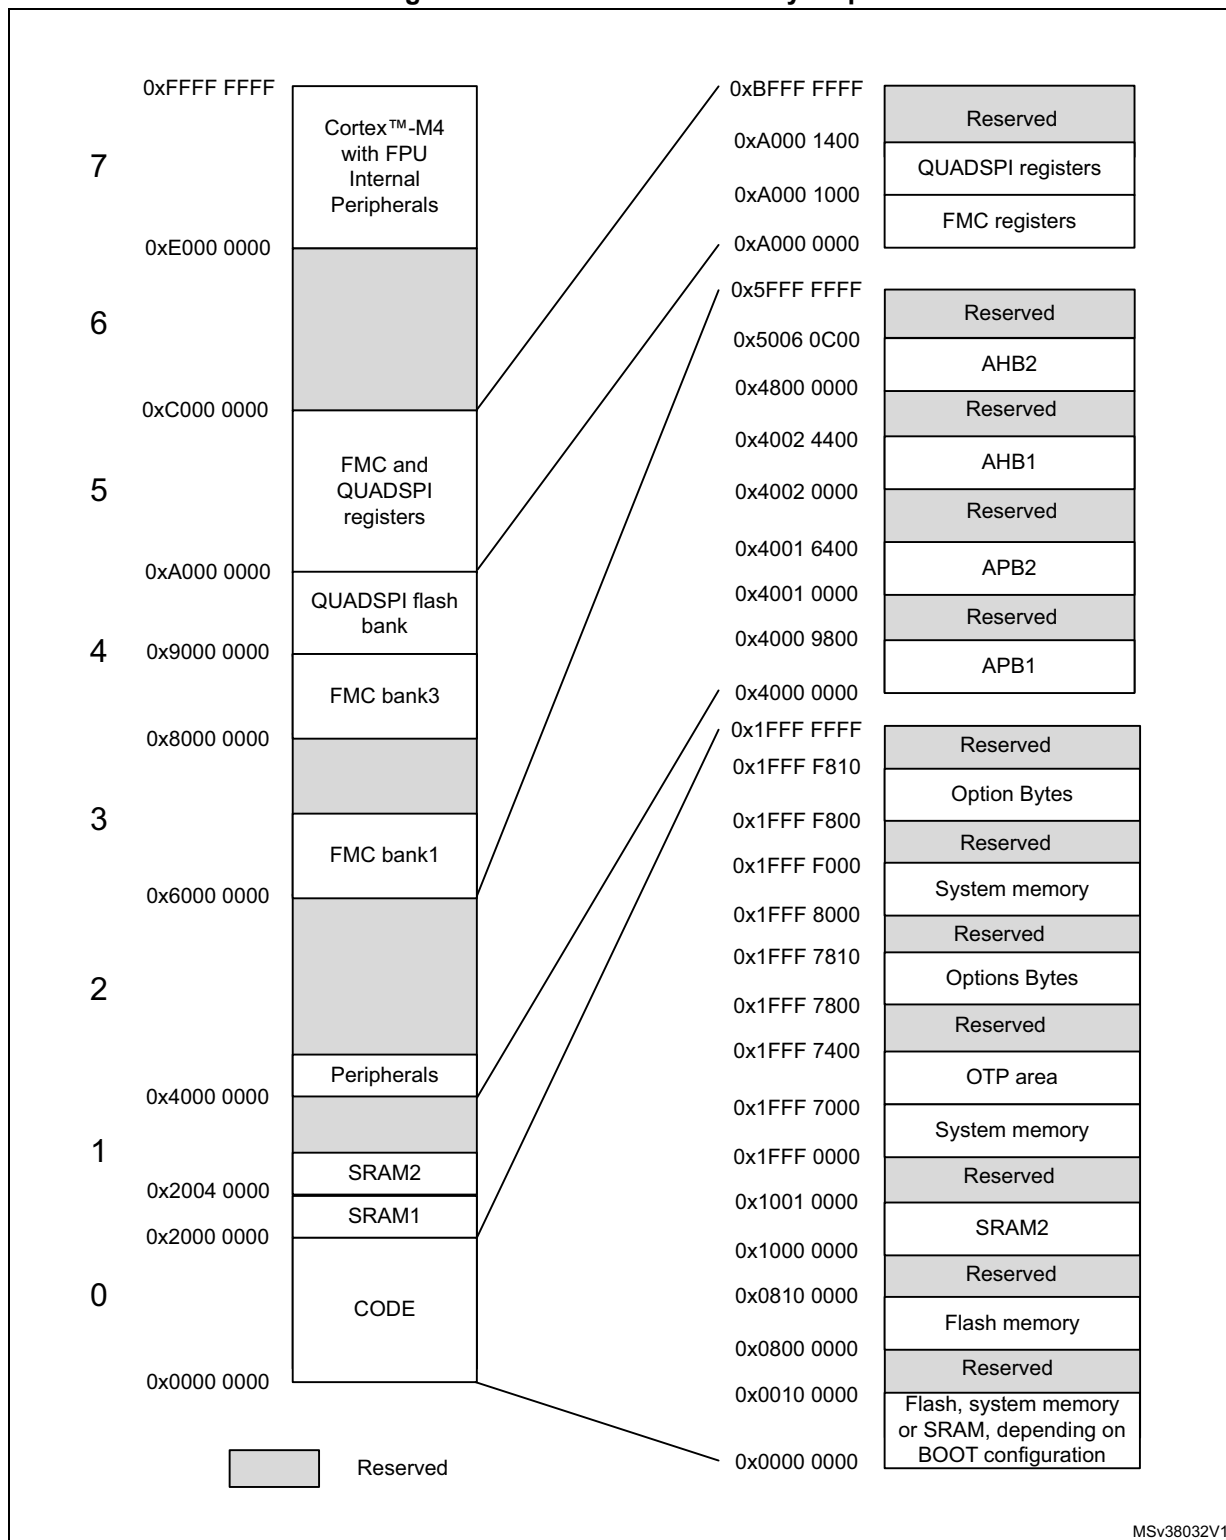 0xFFFF FFFF
7
Cortex™-M4
with FPU
Internal
Peripherals
0xE000 0000
6
0xC000 0000
5
FMC and
QUADSPI
registers
0xA000 0000
QUADSPI flash
bank
4
0x9000 0000
FMC bank3
0x8000 0000
3
FMC bank1
0x6000 0000
2
Peripherals
0x4000 0000
1
SRAM2
0x2004 0000
SRAM1
0x2000 0000
0
CODE
0x0000 0000
Reserved
0xBFFF FFFF
Reserved
0xA000 1400
QUADSPI registers
0xA000 1000
FMC registers
0xA000 0000
0x5FFF FFFF
Reserved
0x5006 0C00
AHB2
0x4800 0000
Reserved
0x4002 4400
AHB1
0x4002 0000
Reserved
0x4001 6400
APB2
0x4001 0000
Reserved
0x4000 9800
APB1
0x4000 0000
0x1FFF FFFF
Reserved
0x1FFF F810
Option Bytes
0x1FFF F800
Reserved
0x1FFF F000
System memory
0x1FFF 8000
Reserved
0x1FFF 7810
Options Bytes
0x1FFF 7800
Reserved
0x1FFF 7400
OTP area
0x1FFF 7000
System memory
0x1FFF 0000
Reserved
0x1001 0000
SRAM2
0x1000 0000
Reserved
0x0810 0000
Flash memory
0x0800 0000
Reserved
0x0010 0000
Flash, system memory
or SRAM, depending on
BOOT configuration
0x0000 0000
MSv38032V1